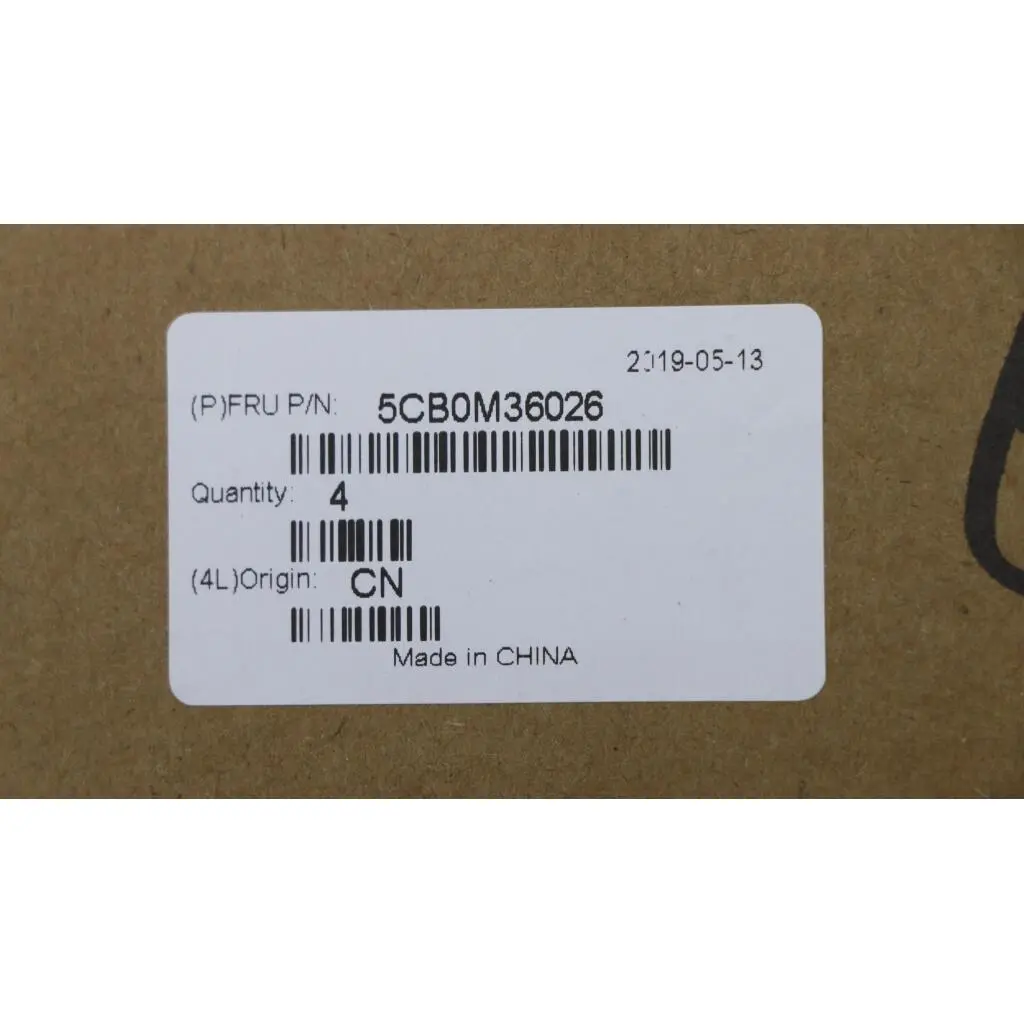 2019-05-13
(P)FRU P/N: 5CB0M36026
Quantity: 4
(4L)Origin: CN
Made in CHINA